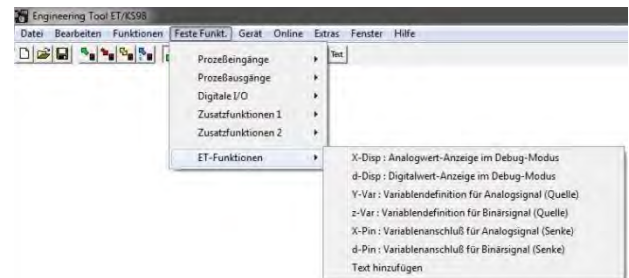 Engineering Tool ET/KS98
Datei Bearbeiten Funktionen Feste Funkt. Gerät Online Extras Fenster Hilfe
Text
Prozeßeingänge
Prozeßausgänge
Digitale I/O
Zusatzfunktionen 1
Zusatzfunktionen 2
ET-Funktionen
X-Disp : Analogwert-Anzeige im Debug-Modus
d-Disp : Digitalwert-Anzeige im Debug-Modus
Y-Var : Variablendefinition für Analogsignal (Quelle)
z-Var : Variablendefinition für Binärsignal (Quelle)
X-Pin : Variablenanschluß für Analogsignal (Senke)
d-Pin : Variablenanschluß für Binärsignal (Senke)
Text hinzufügen